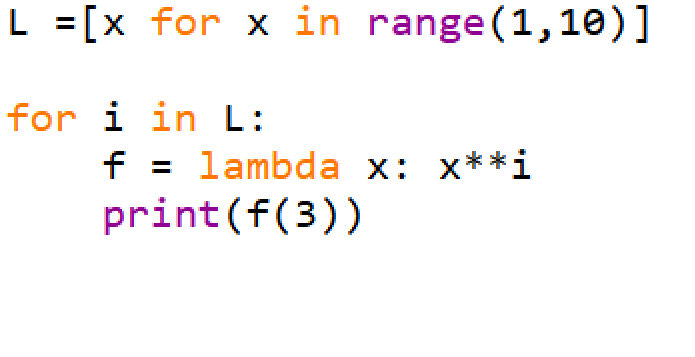 L =[x for x in range(1,10)]
for i in L:
    f = lambda x: x**i
    print(f(3))